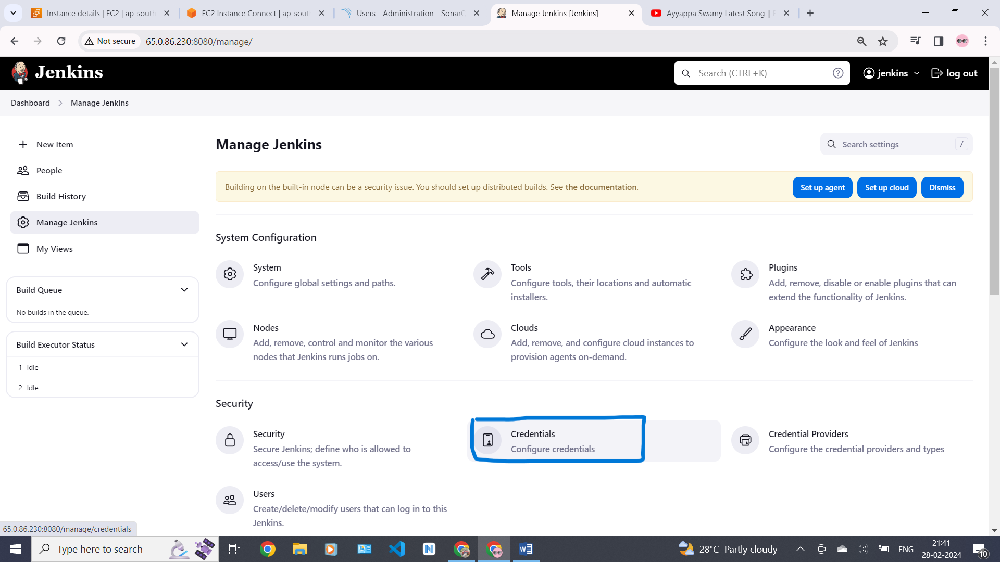 Instance details | EC2 | ap-south
EC2 Instance Connect | ap-sout
Users - Administration - SonarQ
Manage Jenkins [Jenkins]
Ayyappa Swamy Latest Song ||
Not secure
65.0.86.230:8080/manage/
Jenkins
Search (CTRL+K)
jenkins
log out
Dashboard
Manage Jenkins
New Item
People
Build History
Manage Jenkins
My Views
Build Queue
No builds in the queue.
Build Executor Status
1 Idle
2 Idle
Manage Jenkins
Search settings
/
Building on the built-in node can be a security issue. You should set up distributed builds. See the documentation.
Set up agent
Set up cloud
Dismiss
System Configuration
System
Configure global settings and paths.
Tools
Configure tools, their locations and automatic
installers.
Plugins
Add, remove, disable or enable plugins that can
extend the functionality of Jenkins.
Nodes
Add, remove, control and monitor the various
nodes that Jenkins runs jobs on.
Clouds
Add, remove, and configure cloud instances to
provision agents on-demand.
Appearance
Configure the look and feel of Jenkins
Security
Security
Secure Jenkins; define who is allowed to
access/use the system.
Credentials
Configure credentials
Credential Providers
Configure the credential providers and types
Users
Create/delete/modify users that can log in to this
Jenkins.
65.0.86.230:8080/manage/credentials
Type here to search
28°C Partly cloudy
ENG
21:41
28-02-2024
10